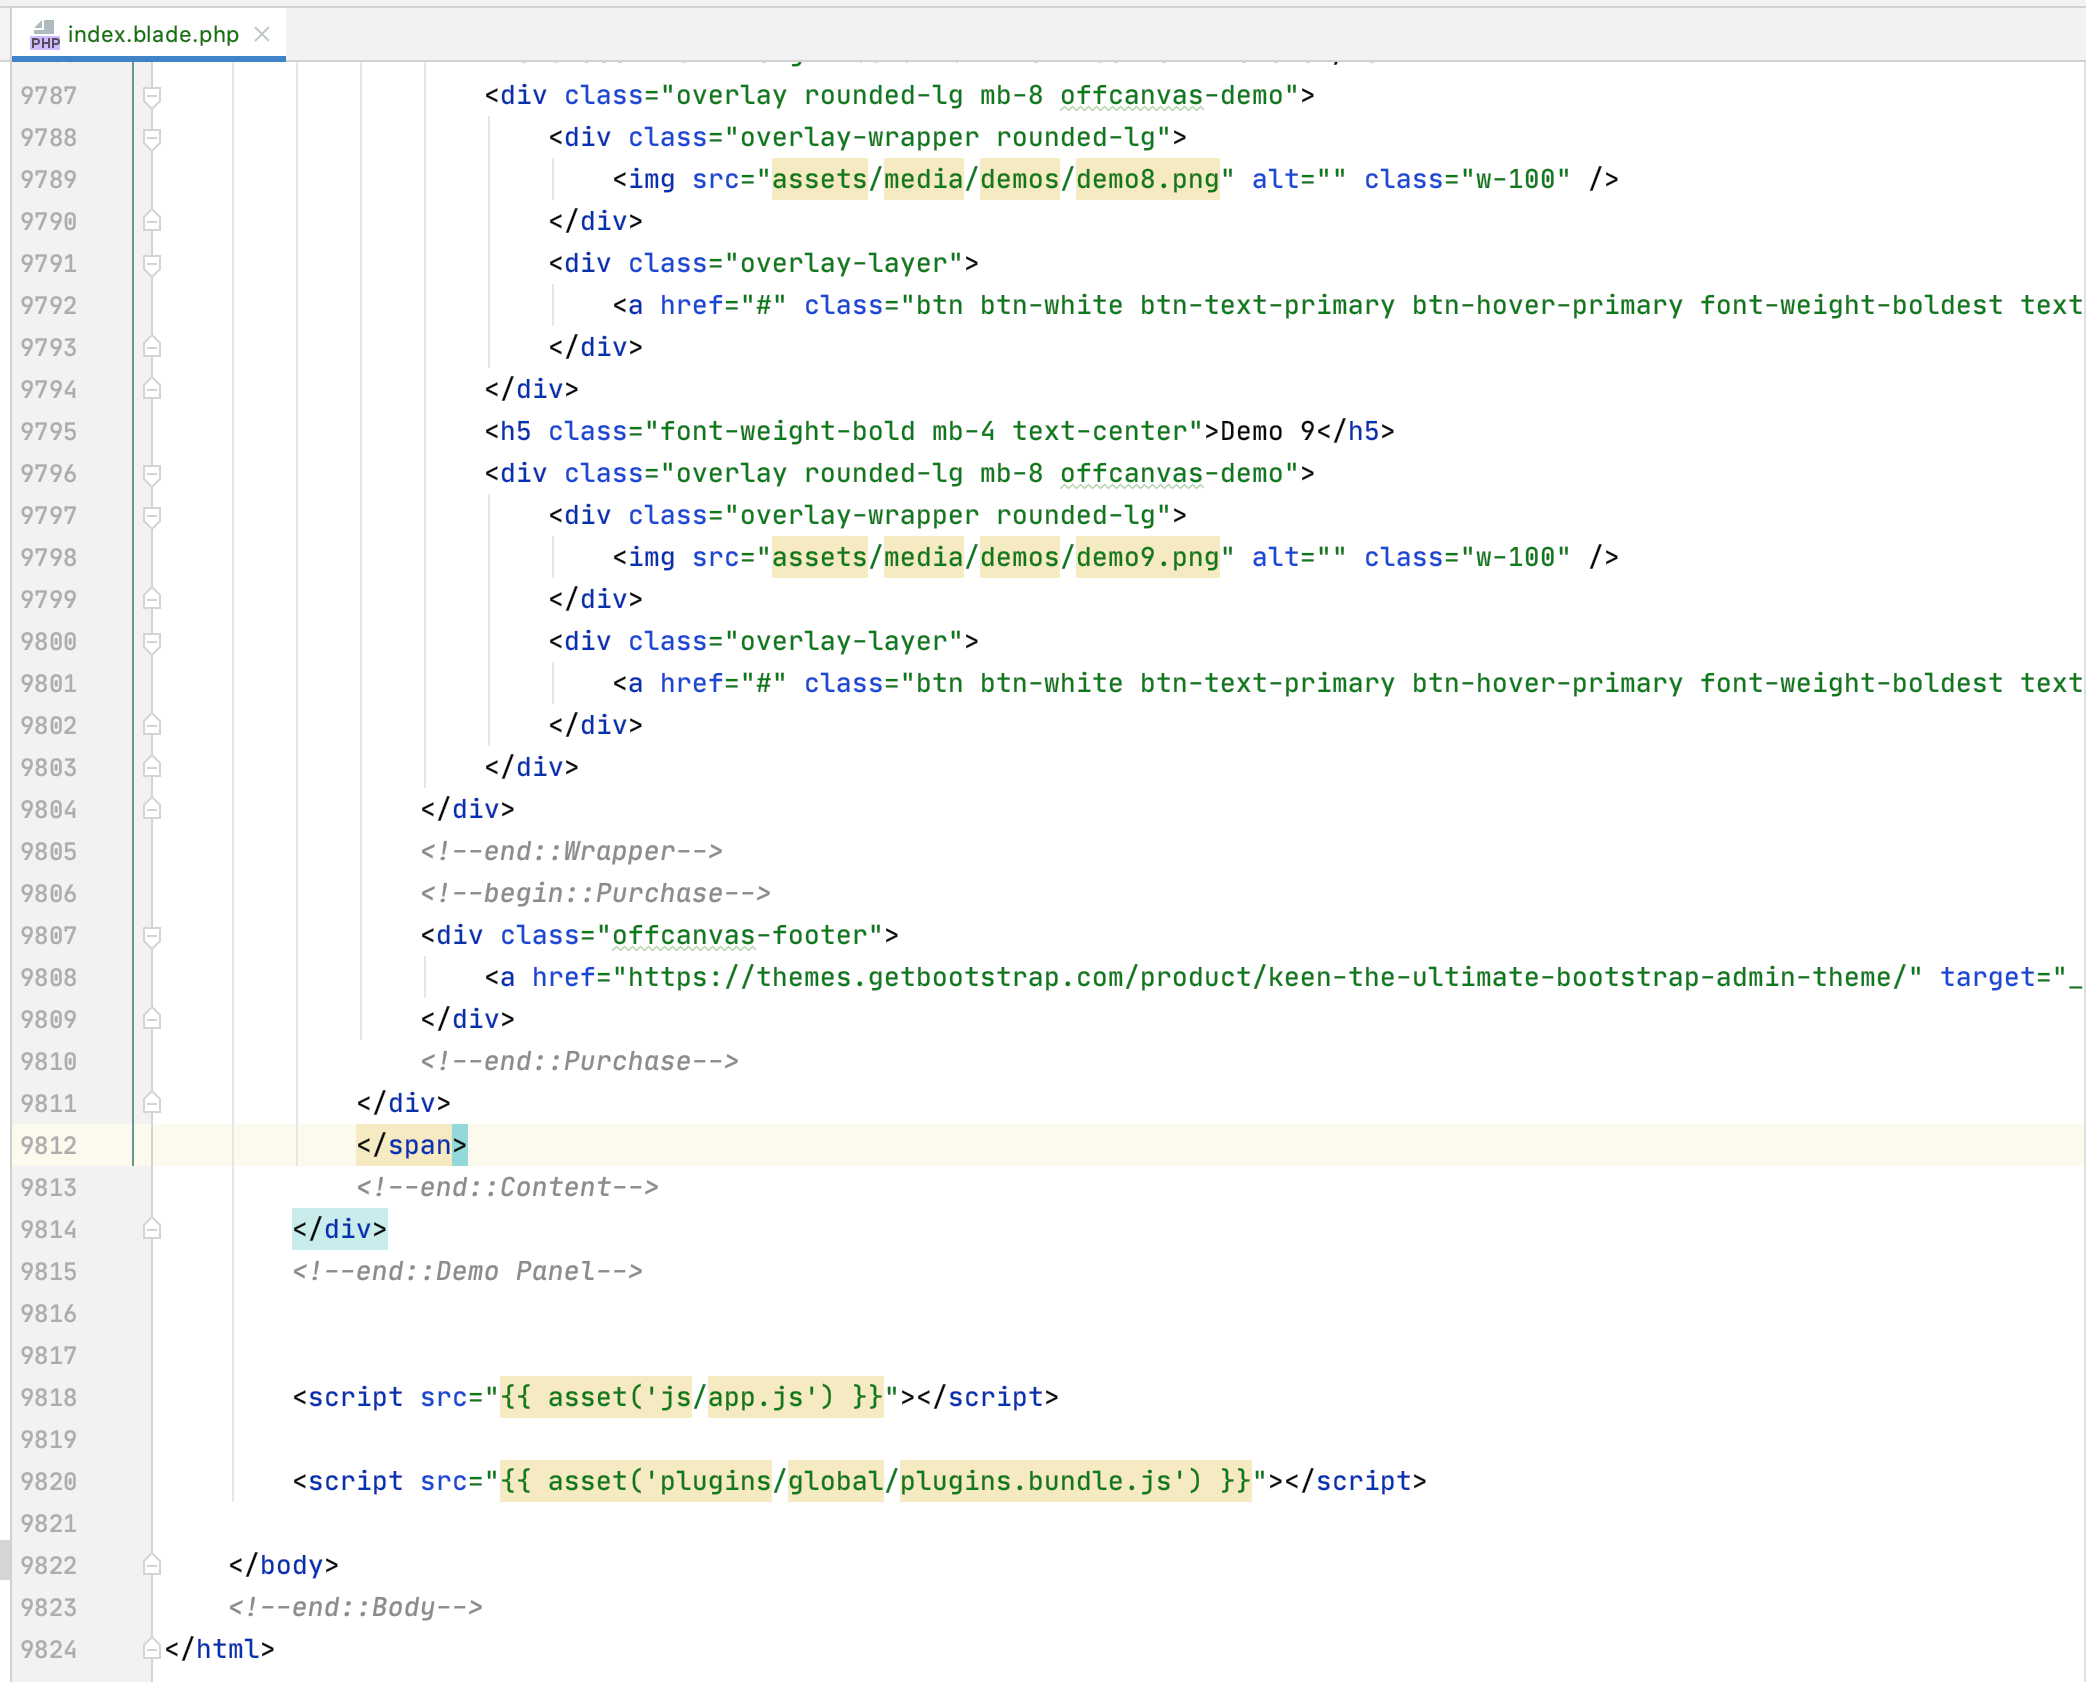 PHP index.blade.php
9787 <div class="overlay rounded-lg mb-8 offcanvas-demo">
9788 <div class="overlay-wrapper rounded-lg">
9789 <img src="assets/media/demos/demo8.png" alt="" class="w-100" />
9790 </div>
9791 <div class="overlay-layer">
9792 <a href="#" class="btn btn-white btn-text-primary btn-hover-primary font-weight-boldest text
9793 </div>
9794 </div>
9795 <h5 class="font-weight-bold mb-4 text-center">Demo 9</h5>
9796 <div class="overlay rounded-lg mb-8 offcanvas-demo">
9797 <div class="overlay-wrapper rounded-lg">
9798 <img src="assets/media/demos/demo9.png" alt="" class="w-100" />
9799 </div>
9800 <div class="overlay-layer">
9801 <a href="#" class="btn btn-white btn-text-primary btn-hover-primary font-weight-boldest text
9802 </div>
9803 </div>
9804 </div>
9805 <!--end::Wrapper-->
9806 <!--begin::Purchase-->
9807 <div class="offcanvas-footer">
9808 <a href="https://themes.getbootstrap.com/product/keen-the-ultimate-bootstrap-admin-theme/" target="_
9809 </div>
9810 <!--end::Purchase-->
9811 </div>
9812 </span>
9813 <!--end::Content-->
9814 </div>
9815 <!--end::Demo Panel-->
9816
9817
9818 <script src="{{ asset('js/app.js') }}"></script>
9819
9820 <script src="{{ asset('plugins/global/plugins.bundle.js') }}"></script>
9821
9822 </body>
9823 <!--end::Body-->
9824 </html>